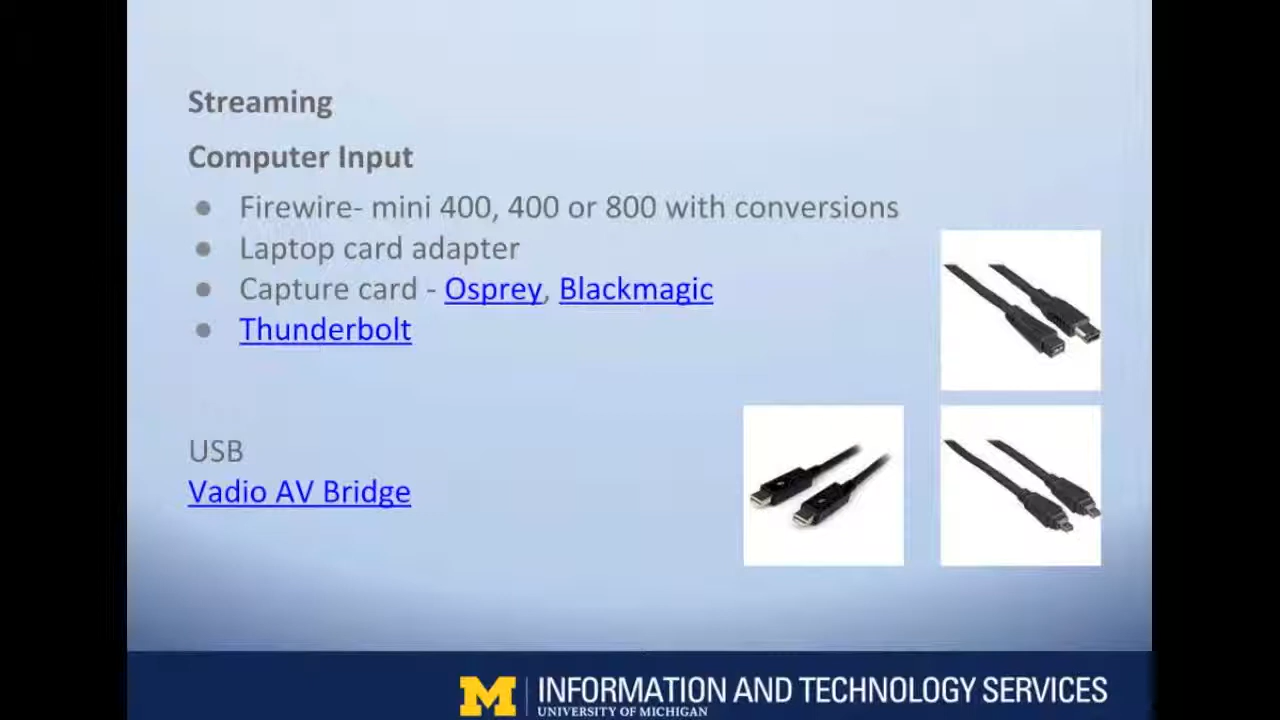 Streaming
Computer Input
● Firewire- mini 400, 400 or 800 with conversions
● Laptop card adapter
● Capture card - Osprey, Blackmagic
● Thunderbolt
USB
Vadio AV Bridge
M INFORMATION AND TECHNOLOGY SERVICES
UNIVERSITY OF MICHIGAN